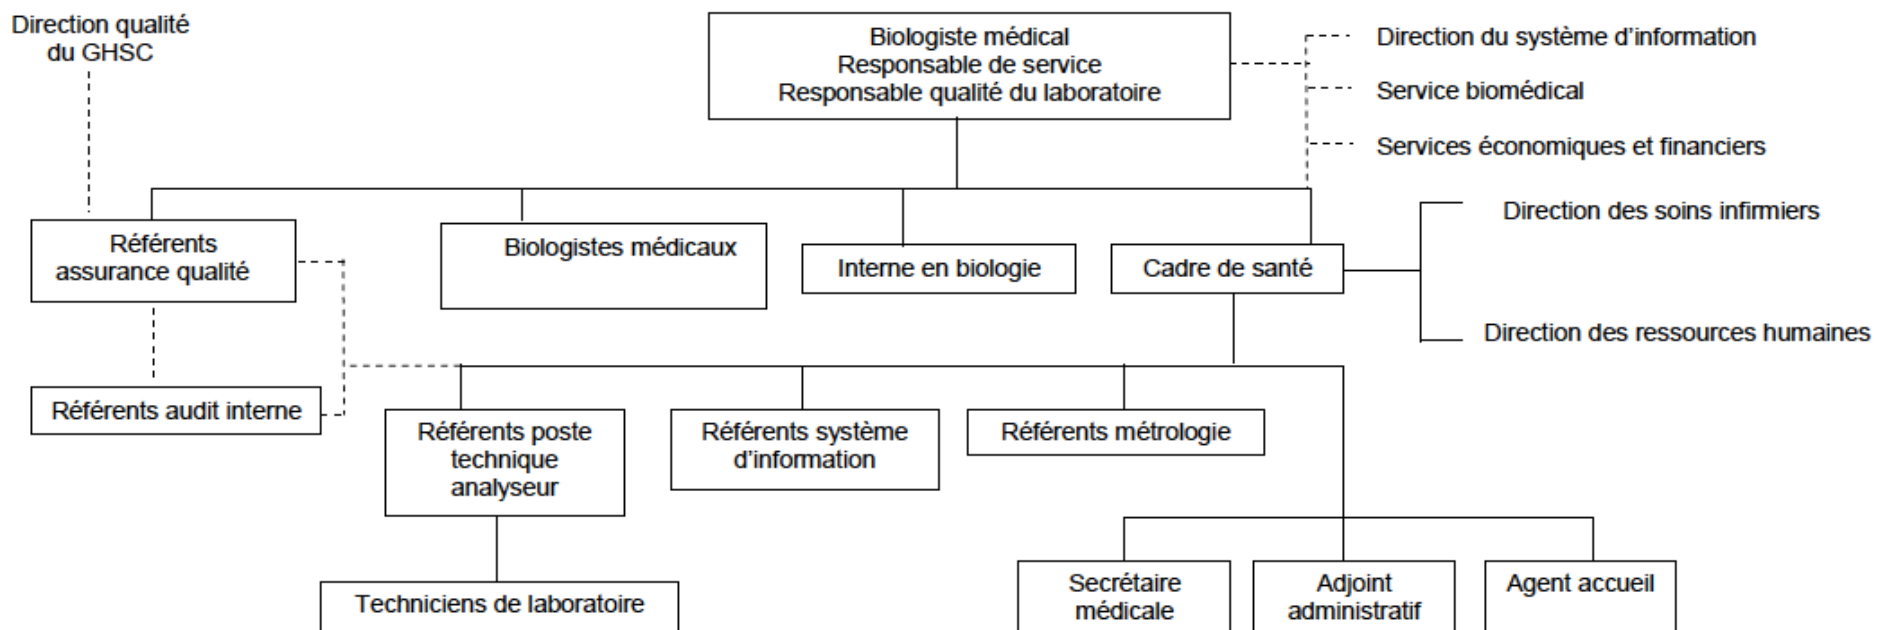 Direction qualité
du GHSC
Biologiste médical
Responsable de service
Responsable qualité du laboratoire
Direction du système d’information
Service biomédical
Services économiques et financiers
Direction des soins infirmiers
Direction des ressources humaines
Référents
assurance qualité
Biologistes médicaux
Interne en biologie
Cadre de santé
Référents audit interne
Référents poste
technique
analyseur
Référents système
d’information
Référents métrologie
Techniciens de laboratoire
Secrétaire
médicale
Adjoint
administratif
Agent accueil